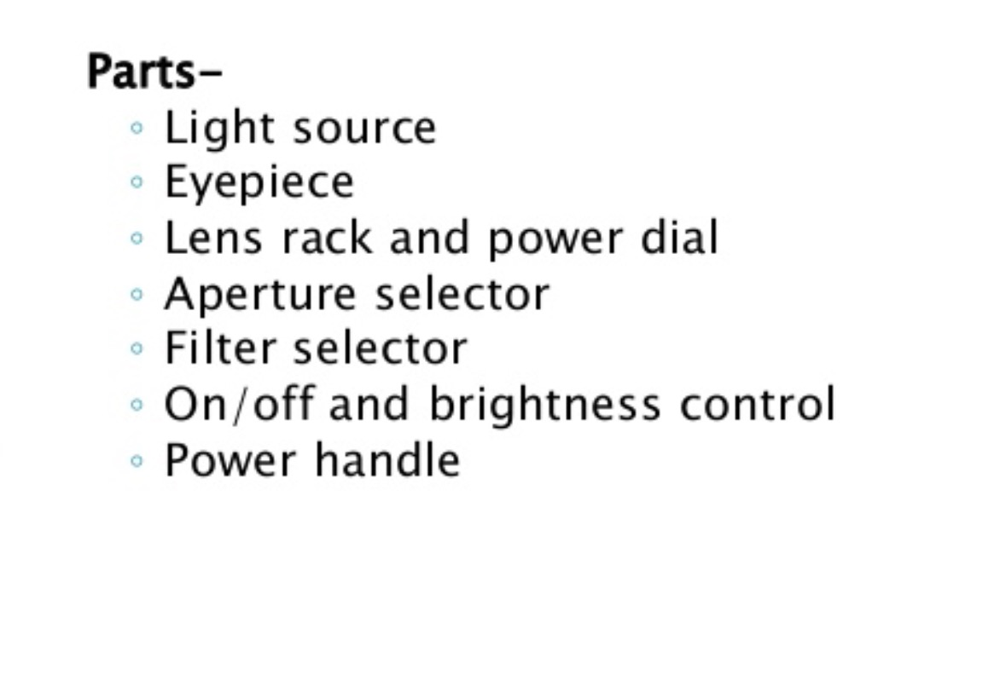 Parts-
◦ Light source
◦ Eyepiece
◦ Lens rack and power dial
◦ Aperture selector
◦ Filter selector
◦ On/off and brightness control
◦ Power handle